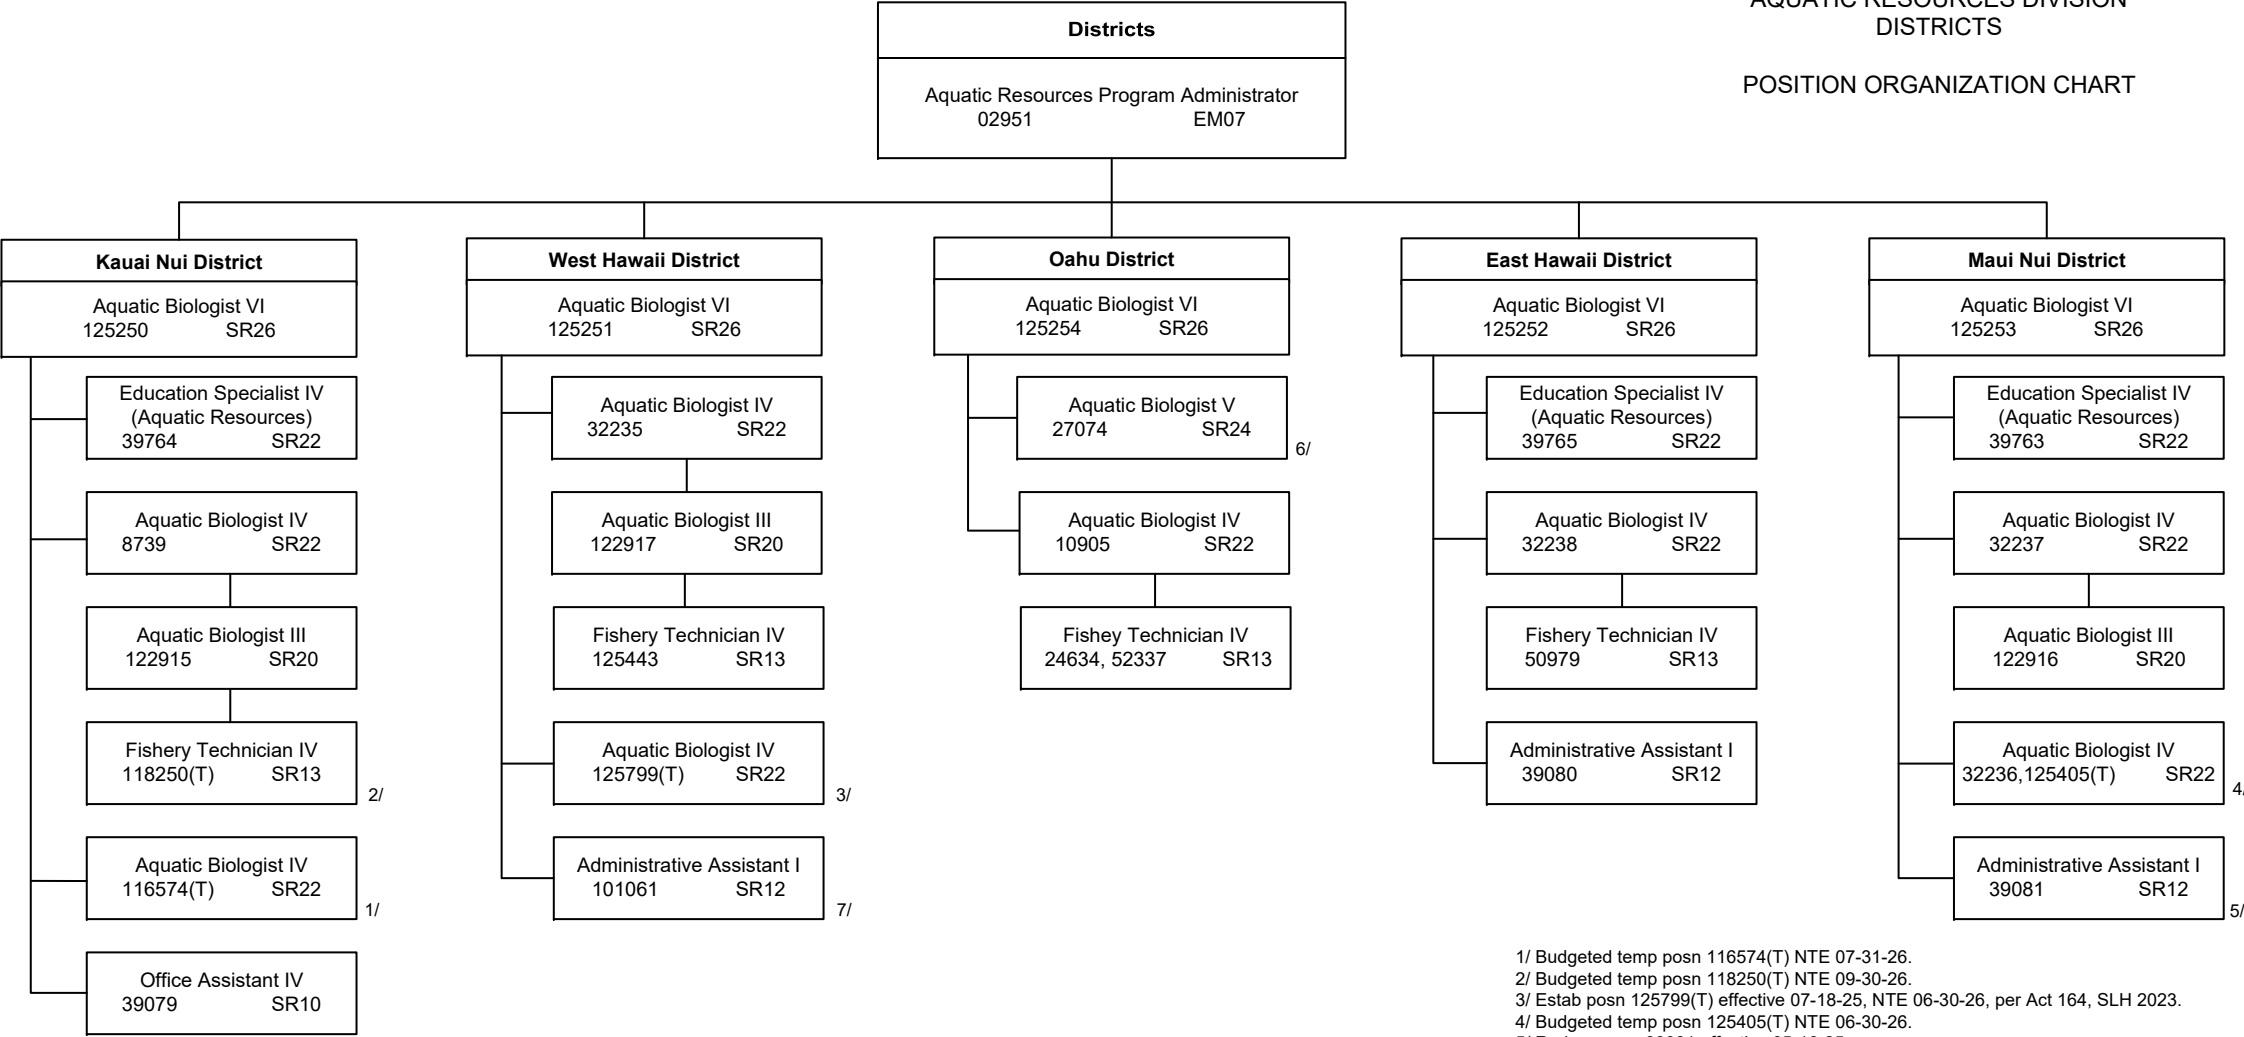 AQUATIC RESOURCES DIVISION
DISTRICTS
POSITION ORGANIZATION CHART
Districts
Aquatic Resources Program Administrator
02951 EM07
Kauai Nui District
Aquatic Biologist VI
125250 SR26
Education Specialist IV
(Aquatic Resources)
39764 SR22
Aquatic Biologist IV
8739 SR22
Aquatic Biologist III
122915 SR20
Fishery Technician IV
118250(T) SR13
2/
Aquatic Biologist IV
116574(T) SR22
1/
Office Assistant IV
39079 SR10
West Hawaii District
Aquatic Biologist VI
125251 SR26
Aquatic Biologist IV
32235 SR22
Aquatic Biologist III
122917 SR20
Fishery Technician IV
125443 SR13
Aquatic Biologist IV
125799(T) SR22
3/
Administrative Assistant I
101061 SR12
7/
Oahu District
Aquatic Biologist VI
125254 SR26
Aquatic Biologist V
27074 SR24
6/
Aquatic Biologist IV
10905 SR22
Fishey Technician IV
24634, 52337 SR13
East Hawaii District
Aquatic Biologist VI
125252 SR26
Education Specialist IV
(Aquatic Resources)
39765 SR22
Aquatic Biologist IV
32238 SR22
Fishery Technician IV
50979 SR13
Administrative Assistant I
39080 SR12
Maui Nui District
Aquatic Biologist VI
125253 SR26
Education Specialist IV
(Aquatic Resources)
39763 SR22
Aquatic Biologist IV
32237 SR22
Aquatic Biologist III
122916 SR20
Aquatic Biologist IV
32236,125405(T) SR22
4/
Administrative Assistant I
39081 SR12
5/
1/ Budgeted temp posn 116574(T) NTE 07-31-26.
2/ Budgeted temp posn 118250(T) NTE 09-30-26.
3/ Estab posn 125799(T) effective 07-18-25, NTE 06-30-26, per Act 164, SLH 2023.
4/ Budgeted temp posn 125405(T) NTE 06-30-26.